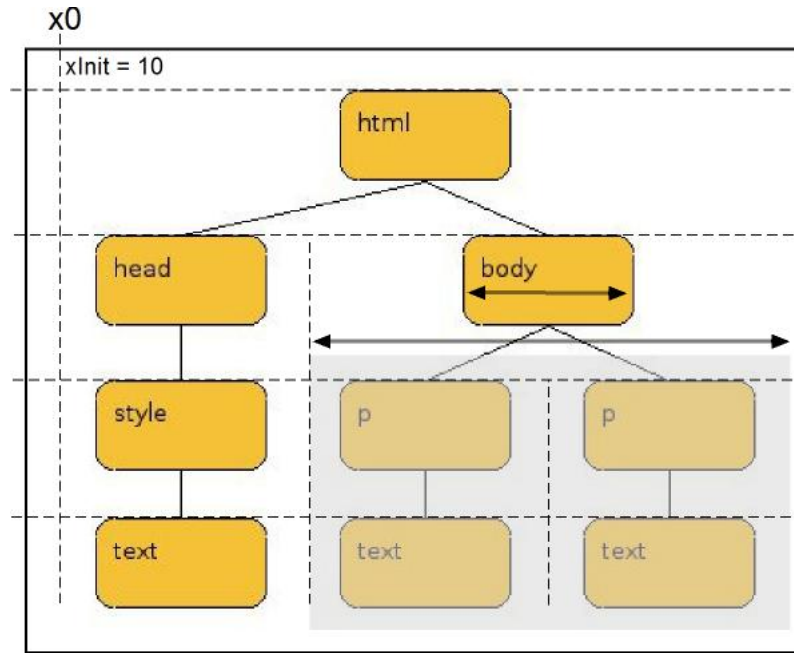 x0
xInit = 10
html
head
body
style
p
p
text
text
text